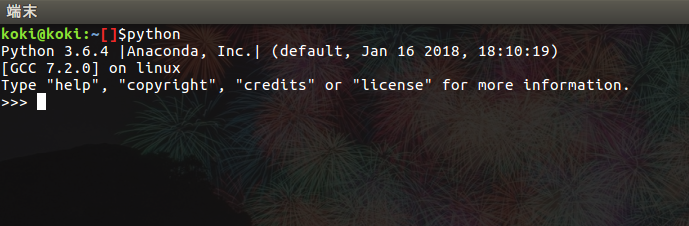 端末
koki@koki:~[]$python
Python 3.6.4 |Anaconda, Inc.| (default, Jan 16 2018, 18:10:19)
[GCC 7.2.0] on linux
Type "help", "copyright", "credits" or "license" for more information.
>>>